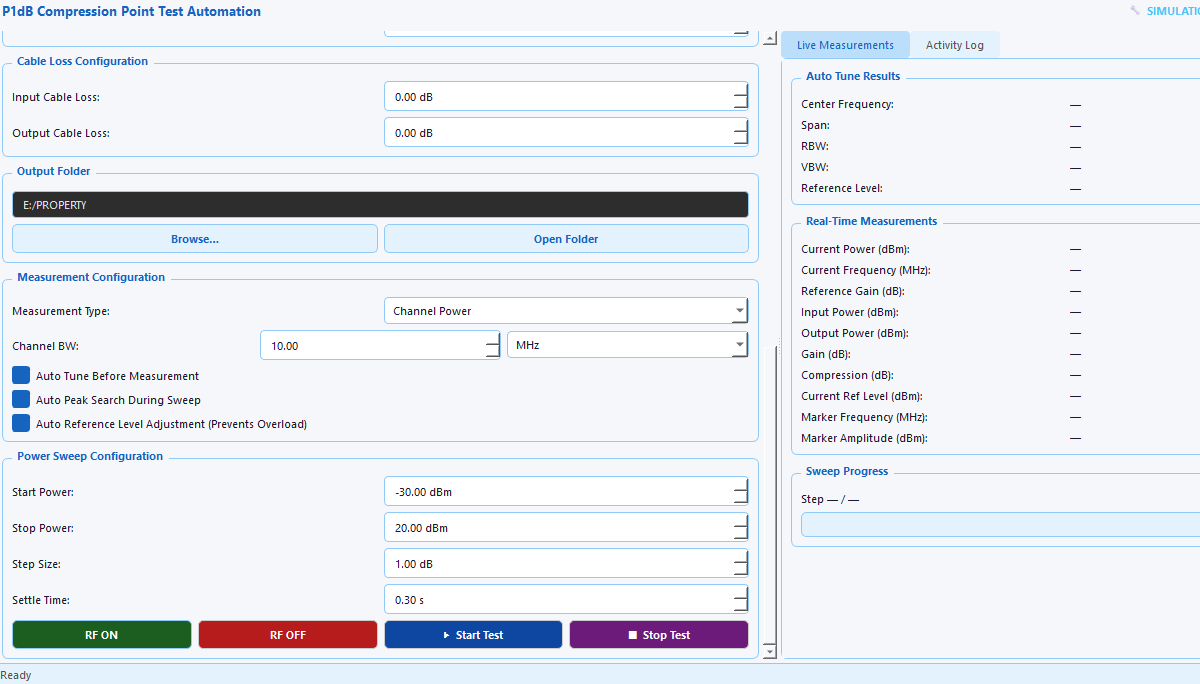 P1dB Compression Point Test Automation
SIMULATIO
Cable Loss Configuration
Input Cable Loss: 0.00 dB
Output Cable Loss: 0.00 dB
Output Folder
E:/PROPERTY
Browse... Open Folder
Measurement Configuration
Measurement Type: Channel Power
Channel BW: 10.00 MHz
Auto Tune Before Measurement
Auto Peak Search During Sweep
Auto Reference Level Adjustment (Prevents Overload)
Power Sweep Configuration
Start Power: -30.00 dBm
Stop Power: 20.00 dBm
Step Size: 1.00 dB
Settle Time: 0.30 s
RF ON RF OFF Start Test Stop Test
Live Measurements Activity Log
Auto Tune Results
Center Frequency: —
Span: —
RBW: —
VBW: —
Reference Level: —
Real-Time Measurements
Current Power (dBm): —
Current Frequency (MHz): —
Reference Gain (dB): —
Input Power (dBm): —
Output Power (dBm): —
Gain (dB): —
Compression (dB): —
Current Ref Level (dBm): —
Marker Frequency (MHz): —
Marker Amplitude (dBm): —
Sweep Progress
Step — / —
Ready